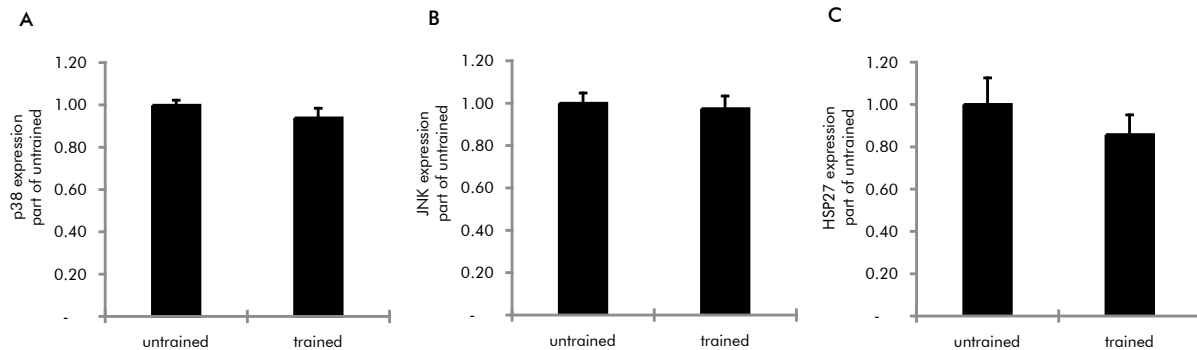 A
p38 expression
part of untrained
1.20
1.00
0.80
0.60
0.40
0.20
-
untrained
trained
B
JNK expression
part of untrained
1.20
1.00
0.80
0.60
0.40
0.20
-
untrained
trained
C
HSP27 expression
part of untrained
1.20
1.00
0.80
0.60
0.40
0.20
-
untrained
trained